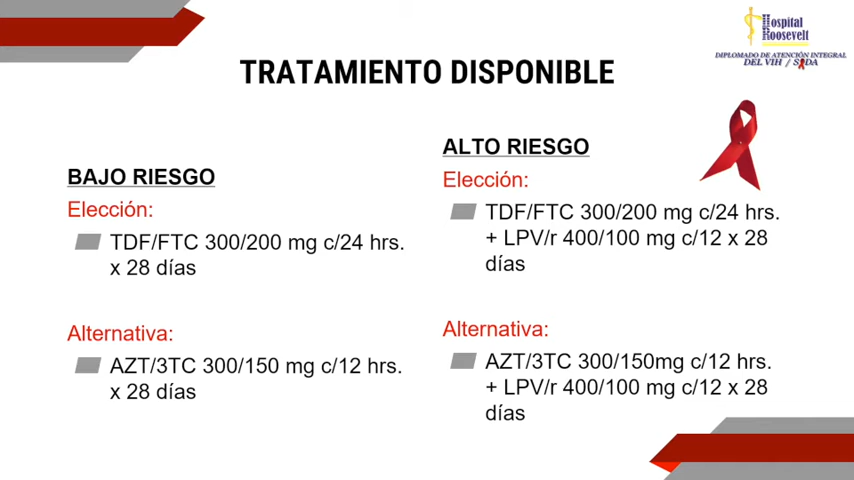 Hospital
Roosevelt
DIPLOMADO DE ATENCIÓN INTEGRAL
DEL VIH / SIDA
TRATAMIENTO DISPONIBLE
BAJO RIESGO
Elección:
TDF/FTC 300/200 mg c/24 hrs.
x 28 días
Alternativa:
AZT/3TC 300/150 mg c/12 hrs.
x 28 días
ALTO RIESGO
Elección:
TDF/FTC 300/200 mg c/24 hrs.
+ LPV/r 400/100 mg c/12 x 28
días
Alternativa:
AZT/3TC 300/150mg c/12 hrs.
+ LPV/r 400/100 mg c/12 x 28
días